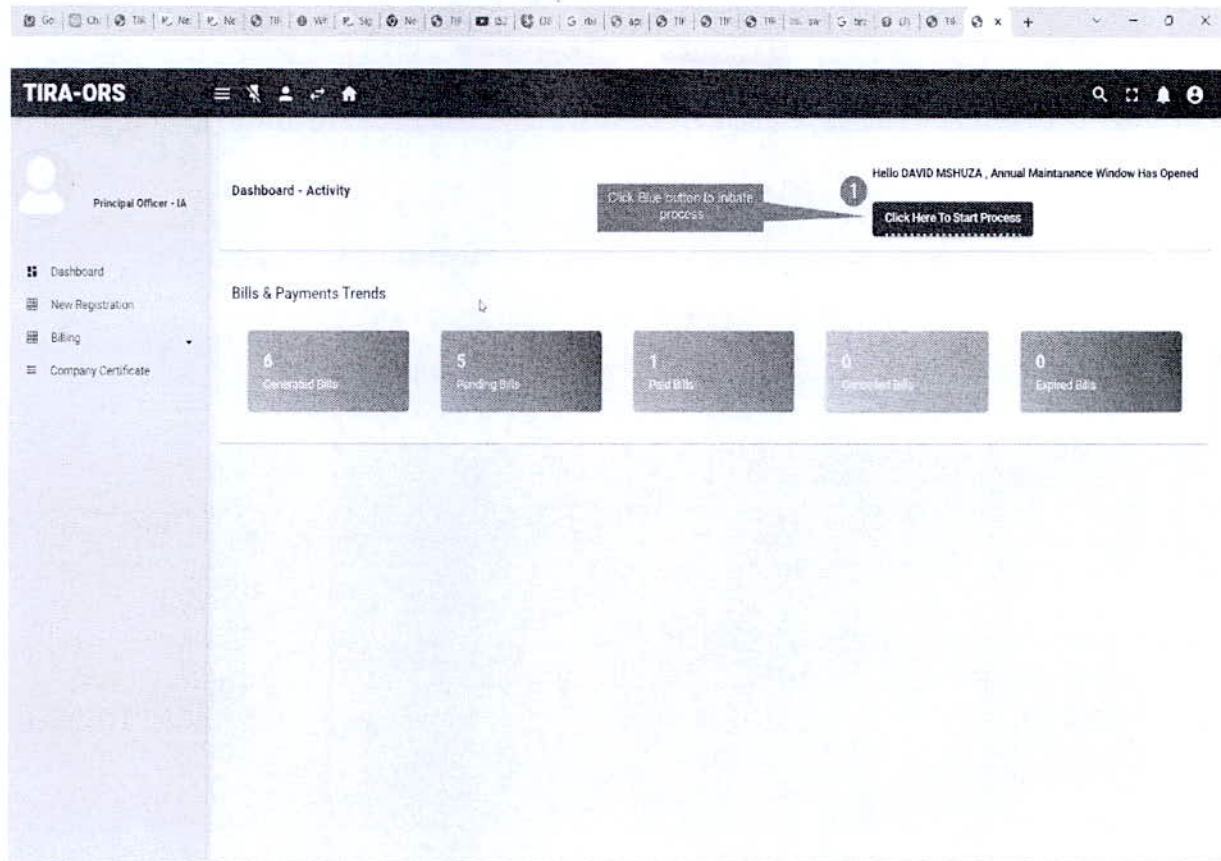 TIRA-ORS
Hello DAVID MSHUZA , Annual Maintanance Window Has Opened
Dashboard - Activity
Click Blue button to initiate
process
1
Click Here To Start Process
Principal Officer - IA
Dashboard
New Registration
Billing
Company Certificate
Bills & Payments Trends
6
Generated Bills
5
Pending Bills
1
Paid Bills
0
Cancelled Bills
0
Expired Bills